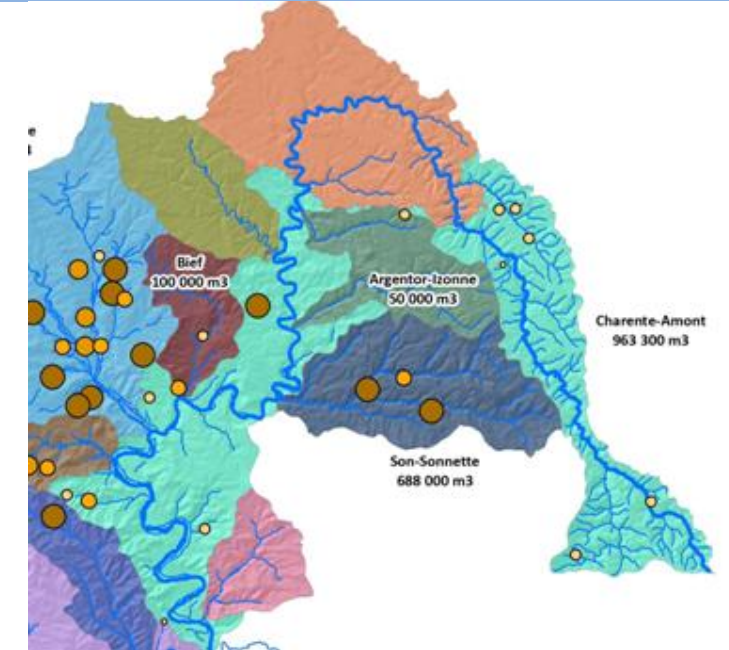 e
Bief
100 000 m3
Argentor-Izonne
50 000 m3
Charente-Amont
963 300 m3
Son-Sonnette
688 000 m3